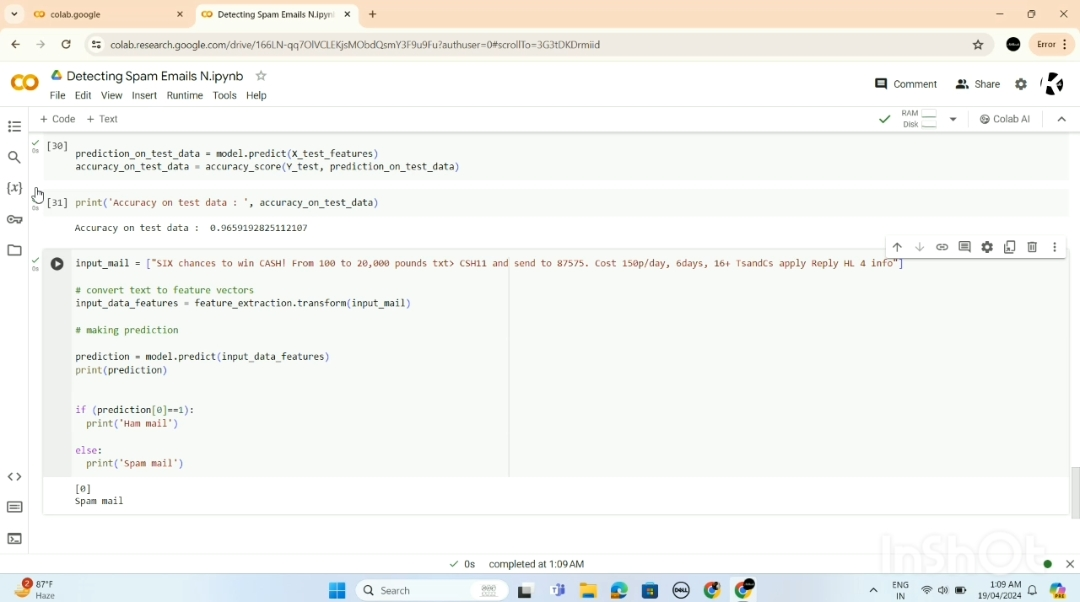 colab.google
Detecting Spam Emails N.ipynb
colab.research.google.com/drive/166LN-qq7OlVCLEKjsMObdQsmY3F9u9Fu?authuser=0#scrollTo=3G3tDKDrmiid
Error
Detecting Spam Emails N.ipynb
File Edit View Insert Runtime Tools Help
Comment Share
+ Code + Text
RAM
Disk
Colab AI
[30]
0s
prediction_on_test_data = model.predict(X_test_features)
accuracy_on_test_data = accuracy_score(Y_test, prediction_on_test_data)
{x}
[31] print('Accuracy on test data : ', accuracy_on_test_data)
0s
Accuracy on test data :  0.9659192825112107
input_mail = ["SIX chances to win CASH! From 100 to 20,000 pounds txt> CSH11 and send to 87575. Cost 150p/day, 6days, 16+ TsandCs apply Reply HL 4 info"]
0s
# convert text to feature vectors
input_data_features = feature_extraction.transform(input_mail)
# making prediction
prediction = model.predict(input_data_features)
print(prediction)
if (prediction[0]==1):
print('Ham mail')
else:
print('Spam mail')
[0]
Spam mail
InShOt
0s completed at 1:09 AM
2
87°F
Haze
Search
DELL
ENG
IN
1:09 AM
19/04/2024